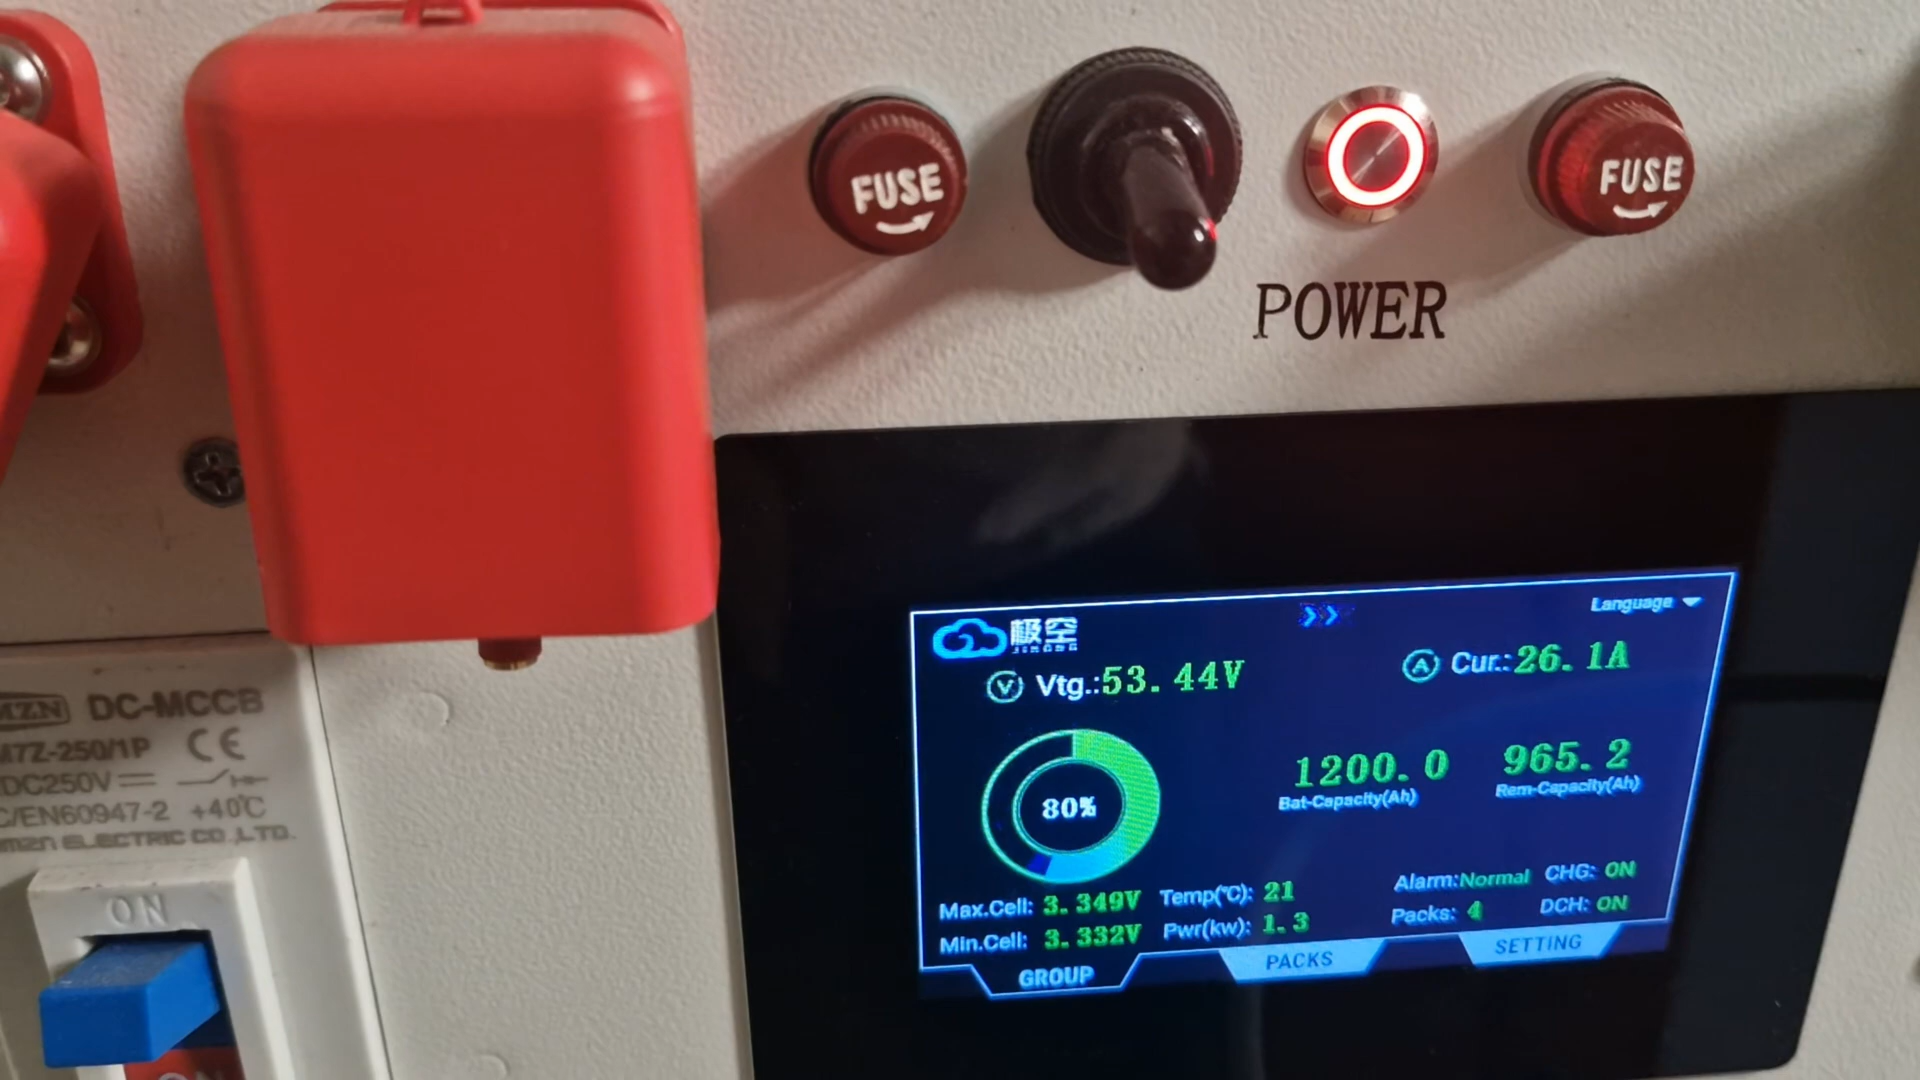 FUSE
FUSE
POWER
Language
极空
JIKONG
Vtg.:53.44V
Cur.:26.1A
80%
1200.0
Bat-Capacity(Ah)
965.2
Rem-Capacity(Ah)
Max.Cell: 3.349V
Temp(℃): 21
Alarm:Normal
CHG: ON
Min.Cell: 3.332V
Pwr(kw): 1.3
Packs: 4
DCH: ON
GROUP
PACKS
SETTING
MZN DC-MCCB
M7Z-250/1P CE
DC250V
C/EN60947-2 +40℃
mzn ELECTRIC CO.,LTD.
ON
ON